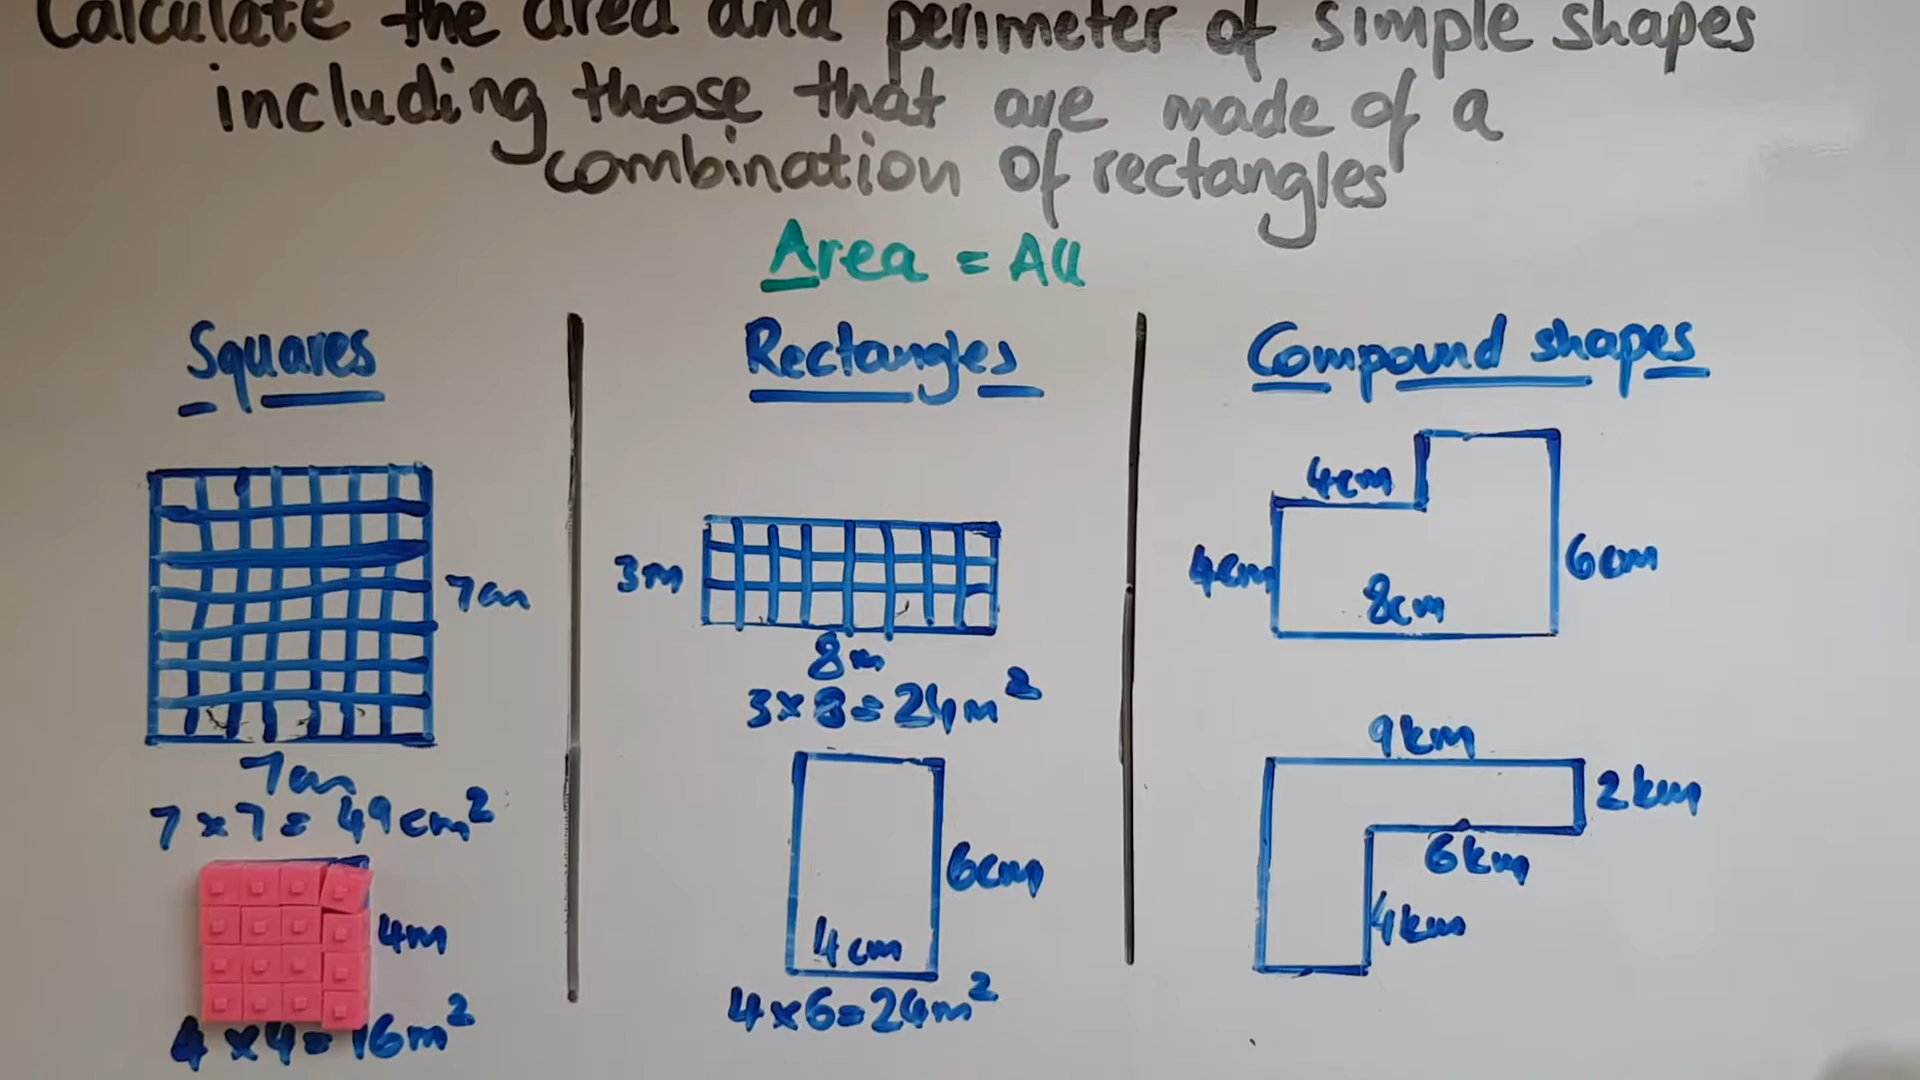 Calculate the area and perimeter of simple shapes
including those that are made of a
combination of rectangles
Area = All
Squares
7cm
7cm
7 x 7 = 49cm²
4m
4 x 4 = 16m²
Rectangles
3m
8m
3 x 8 = 24m²
6cm
4cm
4 x 6 = 24m²
Compound shapes
4cm
4cm
6cm
8cm
9km
2km
6km
4km